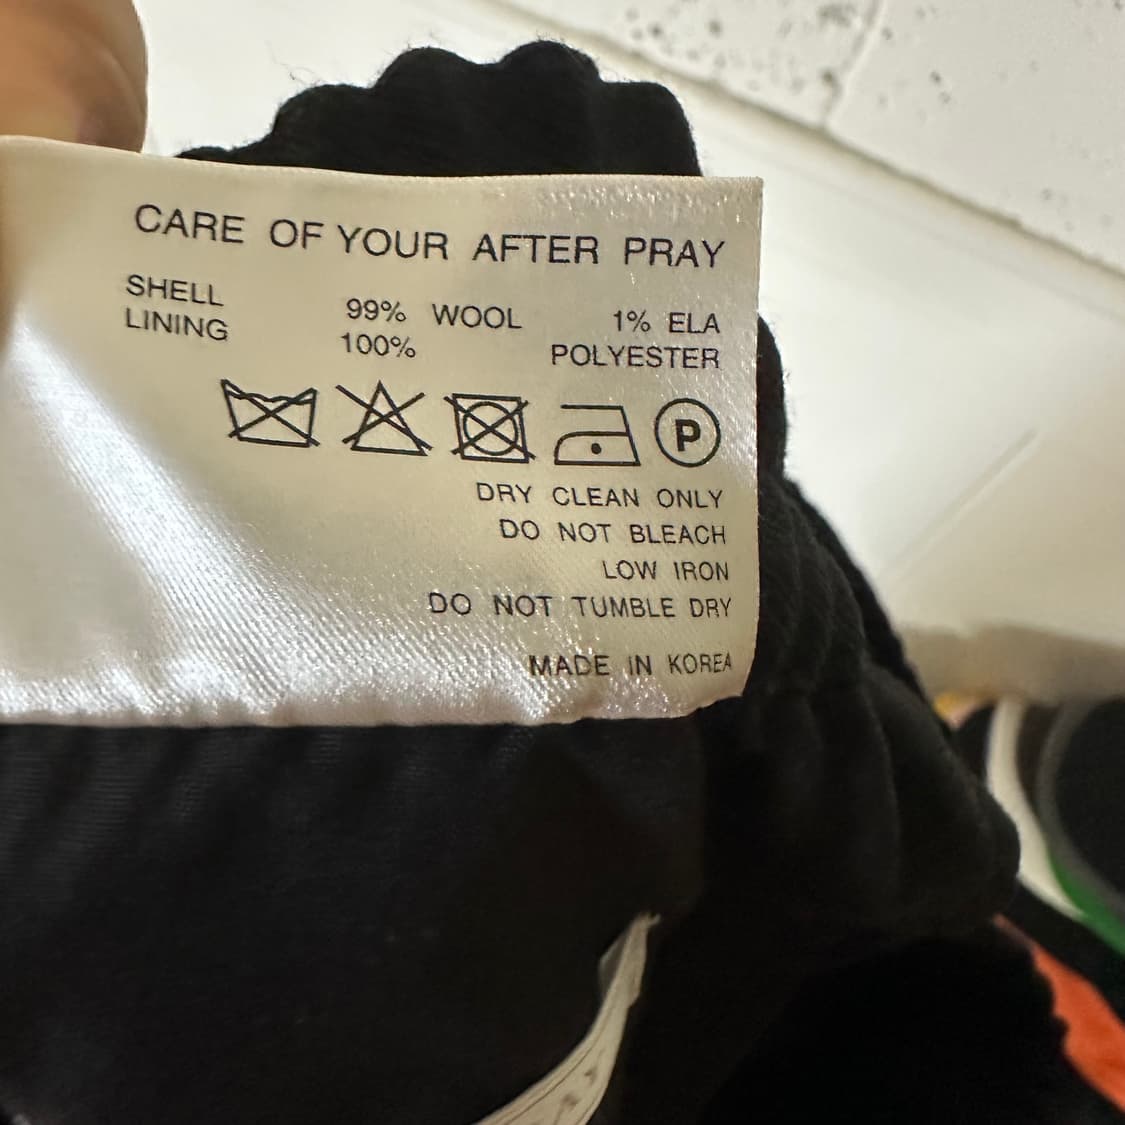 CARE OF YOUR AFTER PRAY
SHELL 99% WOOL 1% ELA
LINING 100% POLYESTER
P
DRY CLEAN ONLY
DO NOT BLEACH
LOW IRON
DO NOT TUMBLE DRY
MADE IN KOREA